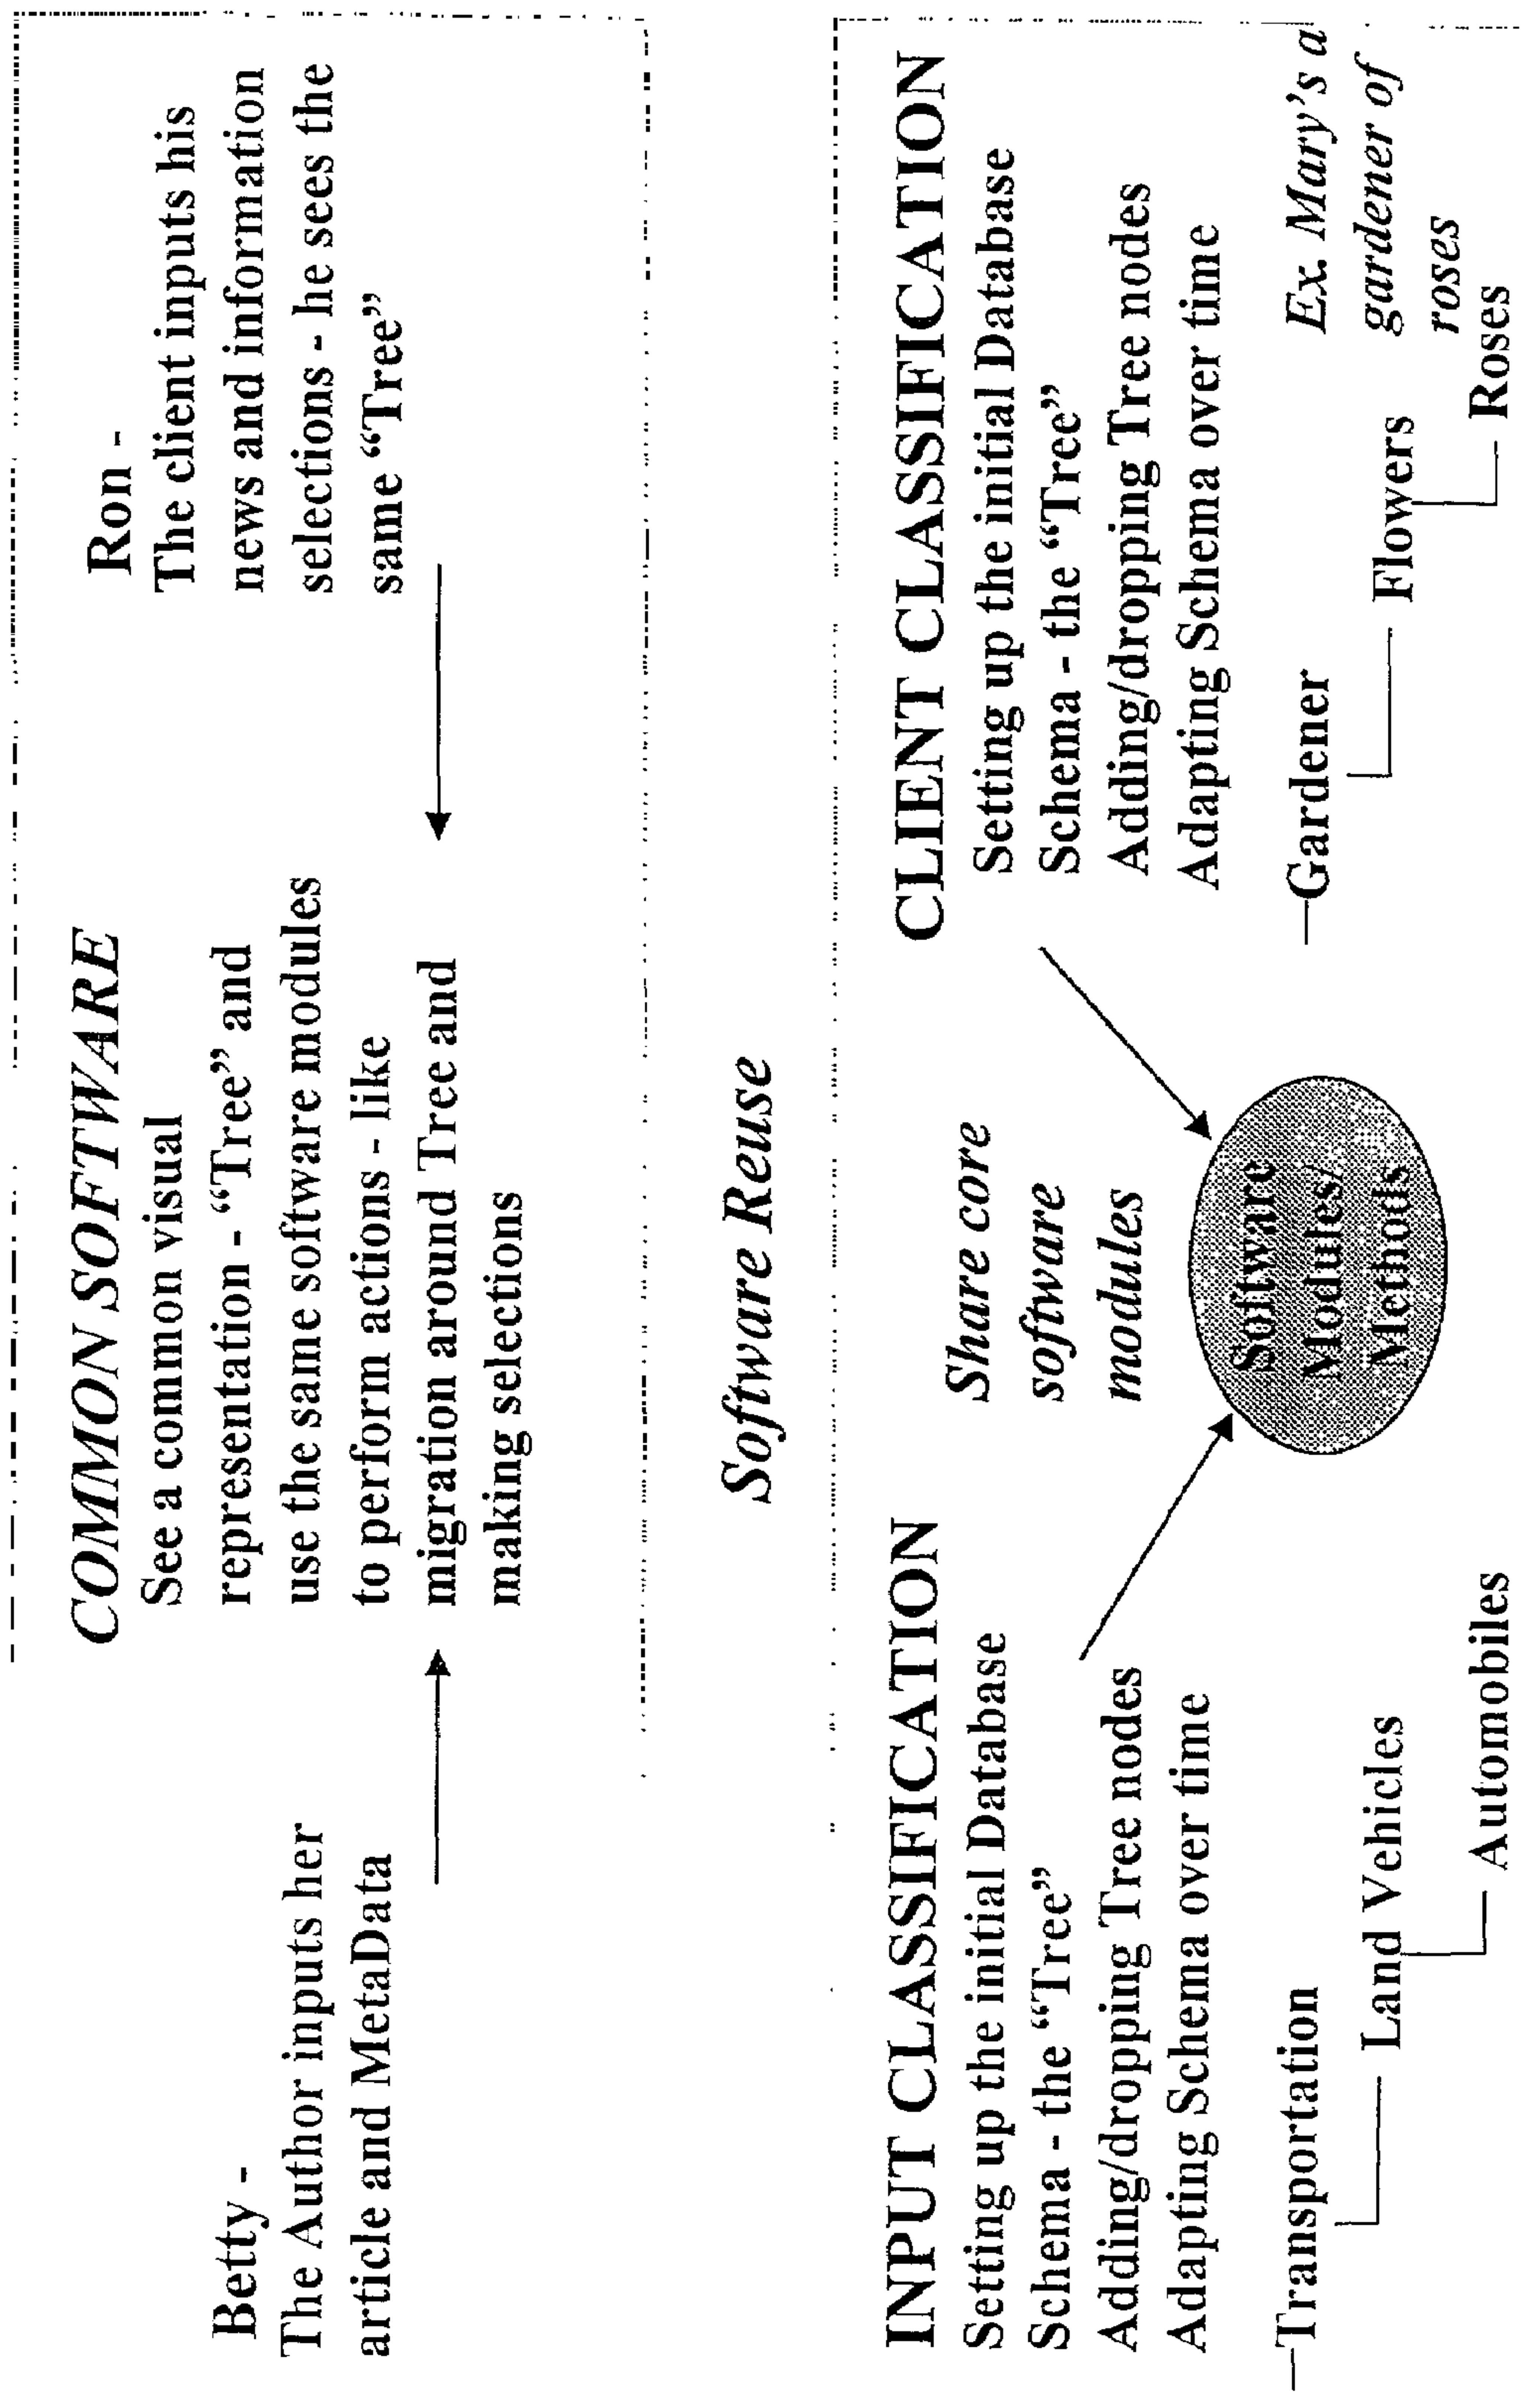 Betty -
The Author inputs her
article and MetaData
COMMON SOFTWARE
See a common visual
representation - “Tree” and
use the same software modules
to perform actions - like
migration around Tree and
making selections
Ron -
The client inputs his
news and information
selections - he sees the
same “Tree”
Software Reuse
INPUT CLASSIFICATION
Setting up the initial Database
Schema - the “Tree”
Adding/dropping Tree nodes
Adapting Schema over time
Transportation
Land Vehicles
Automobiles
Share core
software
modules
Software
Modules/
Methods
CLIENT CLASSIFICATION
Setting up the initial Database
Schema - the “Tree”
Adding/dropping Tree nodes
Adapting Schema over time
Gardener
Flowers
Roses
Ex. Mary’s a
gardener of
roses